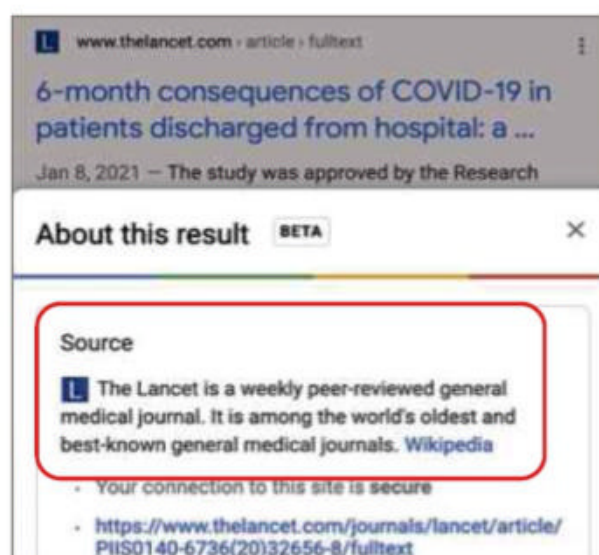 L www.thelancet.com › article › fulltext
6-month consequences of COVID-19 in
patients discharged from hospital: a ...
Jan 8, 2021 — The study was approved by the Research
About this result BETA ×
Source
L The Lancet is a weekly peer-reviewed general
medical journal. It is among the world's oldest and
best-known general medical journals. Wikipedia
• Your connection to this site is secure
• https://www.thelancet.com/journals/lancet/article/
PIIS0140-6736(20)32656-8/fulltext